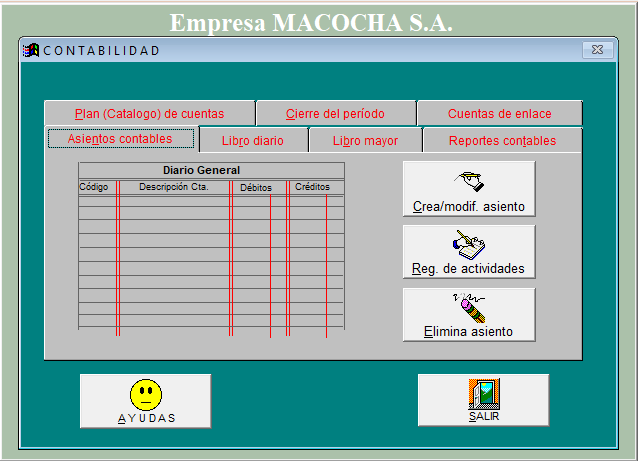 Empresa MACOCHA S.A.
CONTABILIDAD
Plan (Catalogo) de cuentas
Cierre del período
Cuentas de enlace
Asientos contables
Libro diario
Libro mayor
Reportes contables
Diario General
Código Descripción Cta. Débitos Créditos
Crea/modif. asiento
Reg. de actividades
Elimina asiento
AYUDAS
SALIR